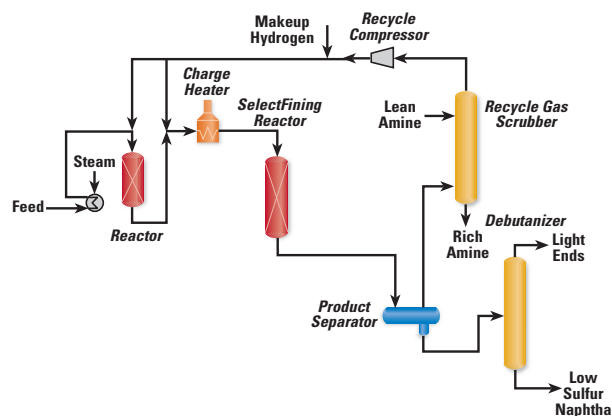 Makeup
Hydrogen
Recycle
Compressor
Charge
Heater
SelectFining
Reactor
Lean
Amine
Recycle Gas
Scrubber
Steam
Feed
Reactor
Rich
Amine
Debutanizer
Light
Ends
Product
Separator
Low
Sulfur
Naphtha